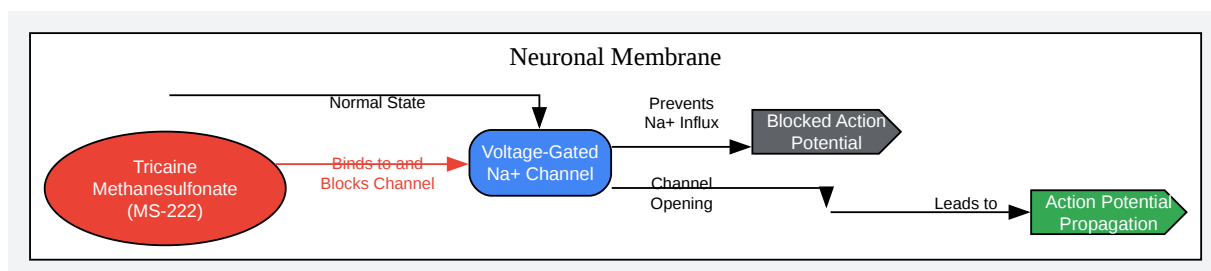 Neuronal Membrane
Normal State
Tricaine
Methanesulfonate
(MS-222)
Binds to and
Blocks Channel
Voltage-Gated
Na+ Channel
Prevents
Na+ Influx
Blocked Action
Potential
Channel
Opening
Leads to
Action Potential
Propagation